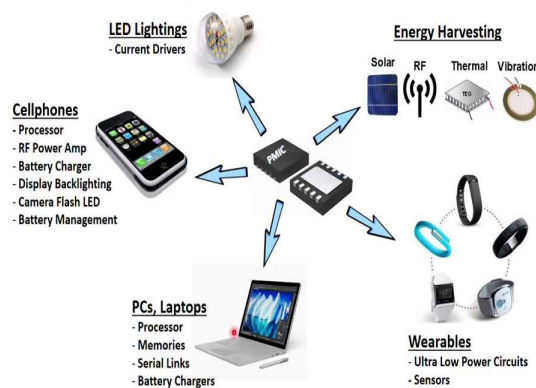 LED Lightings
- Current Drivers
Energy Harvesting
Solar
RF
Thermal
Vibration
TEG
Cellphones
- Processor
- RF Power Amp
- Battery Charger
- Display Backlighting
- Camera Flash LED
- Battery Management
PMIC
PCs, Laptops
- Processor
- Memories
- Serial Links
- Battery Chargers
Wearables
- Ultra Low Power Circuits
- Sensors